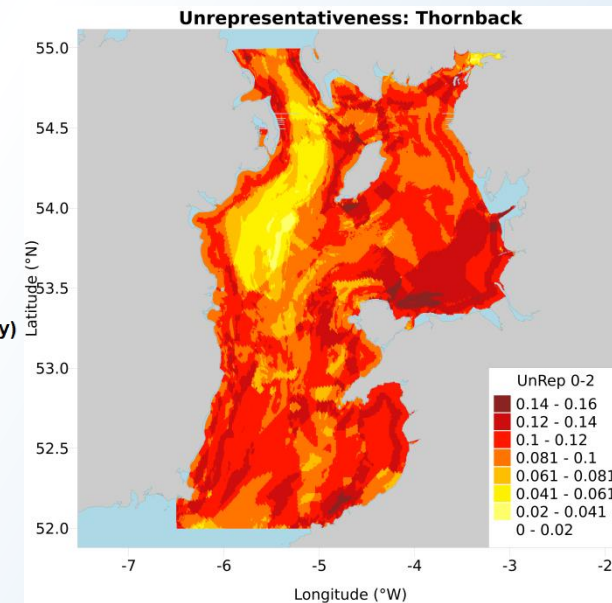 Unrepresentativeness: Thornback
55.0
54.5
54.0
53.5
53.0
52.5
52.0
Latitude (°N)
y)
UnRep 0-2
0.14 - 0.16
0.12 - 0.14
0.1 - 0.12
0.081 - 0.1
0.061 - 0.081
0.041 - 0.061
0.02 - 0.041
0 - 0.02
-7 -6 -5 -4 -3 -2
Longitude (°W)